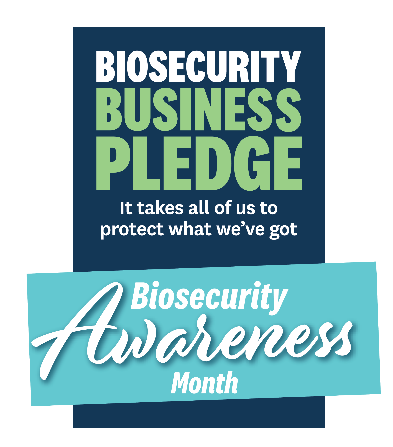 BIOSECURITY
BUSINESS
PLEDGE
It takes all of us to
protect what we've got
Biosecurity
Awareness
Month